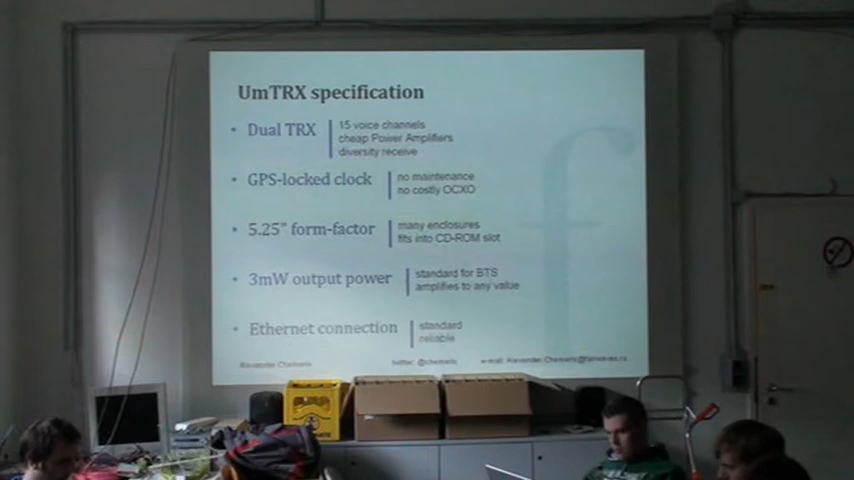 UmTRX specification
• Dual TRX
15 voice channels
cheap Power Amplifiers
diversity receive
• GPS-locked clock
no maintenance
no costly OCXO
• 5.25" form-factor
many enclosures
fits into CD-ROM slot
• 3mW output power
standard for BTS
amplifies to any value
• Ethernet connection
standard
reliable
Alexander Chemeris twitter: @chemeris e-mail: Alexander.Chemeris@fairwaves.ru